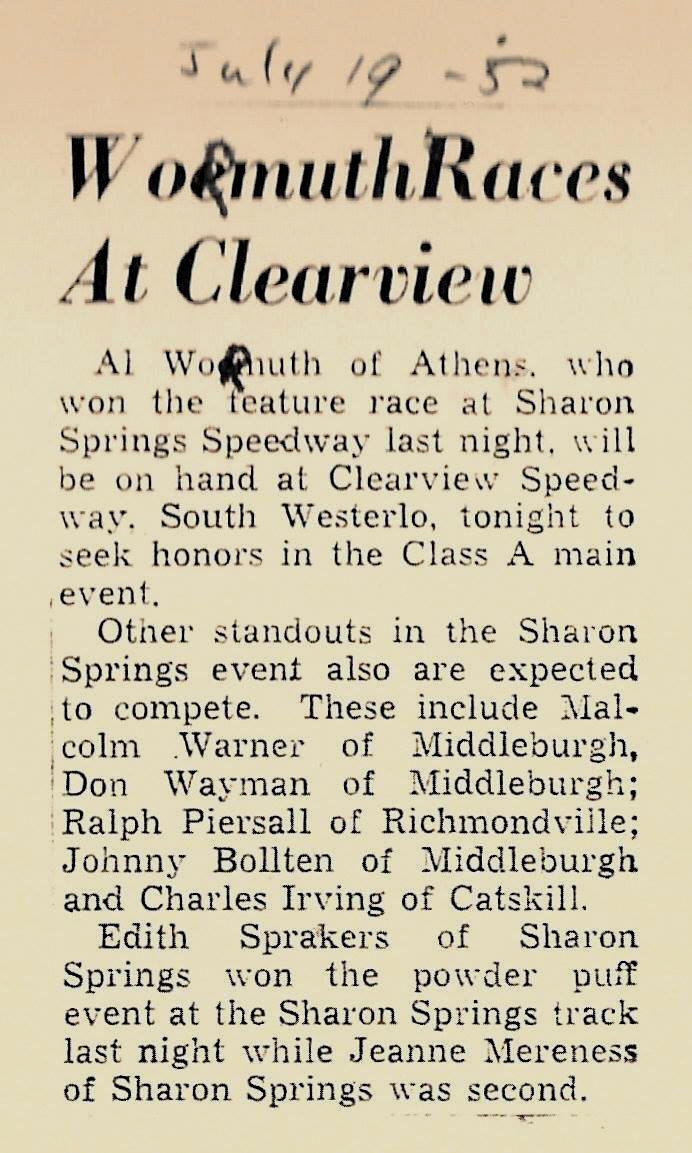 July 19 - 52
WoRmuth Races
At Clearview
Al WoRmuth of Athens, who
won the feature race at Sharon
Springs Speedway last night, will
be on hand at Clearview Speed-
way, South Westerlo, tonight to
seek honors in the Class A main
event.
Other standouts in the Sharon
Springs event also are expected
to compete. These include Mal-
colm Warner of Middleburgh,
Don Wayman of Middleburgh;
Ralph Piersall of Richmondville;
Johnny Bollten of Middleburgh
and Charles Irving of Catskill.
Edith Sprakers of Sharon
Springs won the powder puff
event at the Sharon Springs track
last night while Jeanne Mereness
of Sharon Springs was second.